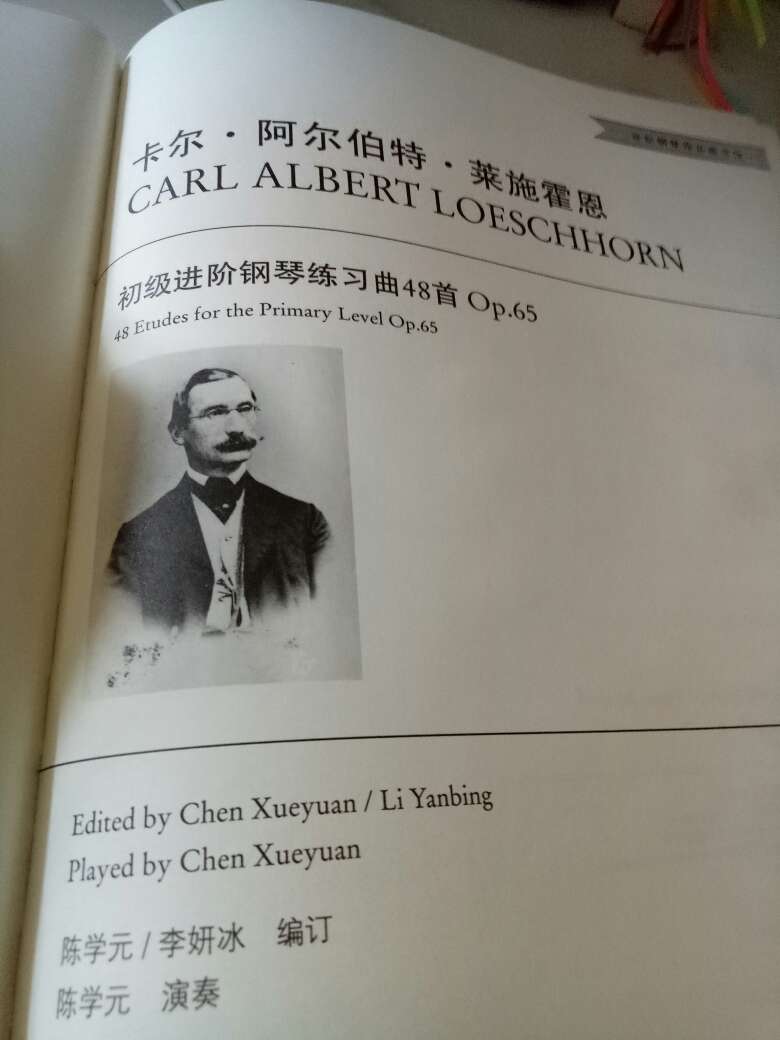 卡尔·阿尔伯特·莱施霍恩
CARL ALBERT LOESCHHORN
初级进阶钢琴练习曲48首 Op.65
48 Etudes for the Primary Level Op.65
Edited by Chen Xueyuan / Li Yanbing
Played by Chen Xueyuan
陈学元 / 李妍冰 编订
陈学元 演奏